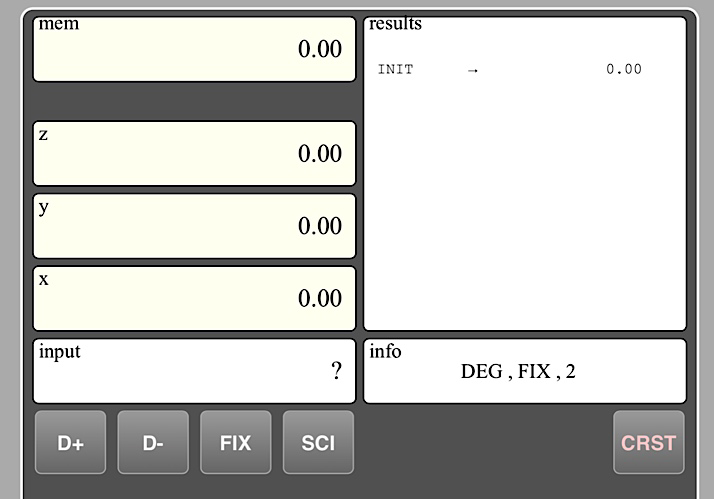 mem
0.00
results
INIT → 0.00
z
0.00
y
0.00
x
0.00
input
?
info
DEG , FIX , 2
D+ D- FIX SCI CRST